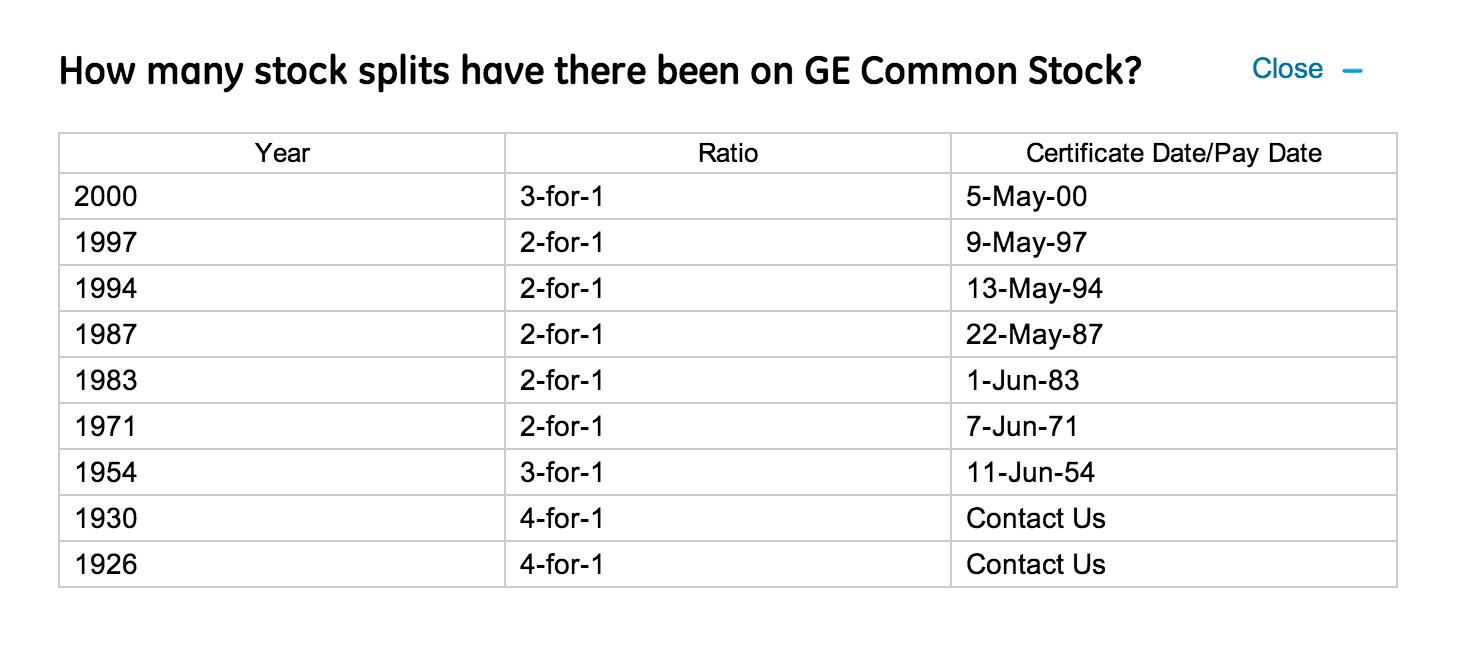 How many stock splits have there been on GE Common Stock? Close –
Year Ratio Certificate Date/Pay Date
2000 3-for-1 5-May-00
1997 2-for-1 9-May-97
1994 2-for-1 13-May-94
1987 2-for-1 22-May-87
1983 2-for-1 1-Jun-83
1971 2-for-1 7-Jun-71
1954 3-for-1 11-Jun-54
1930 4-for-1 Contact Us
1926 4-for-1 Contact Us